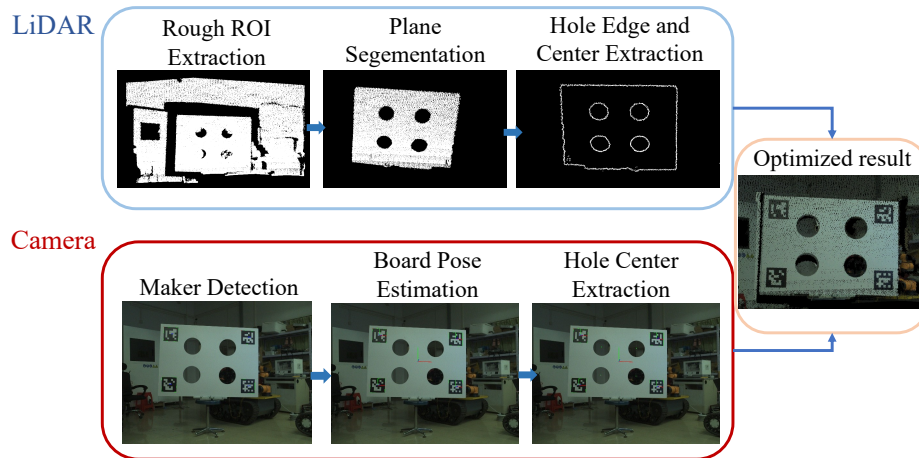 LiDAR
Rough ROI
Extraction
Plane
Segementation
Hole Edge and
Center Extraction
Optimized result
Camera
Maker Detection
Board Pose
Estimation
Hole Center
Extraction